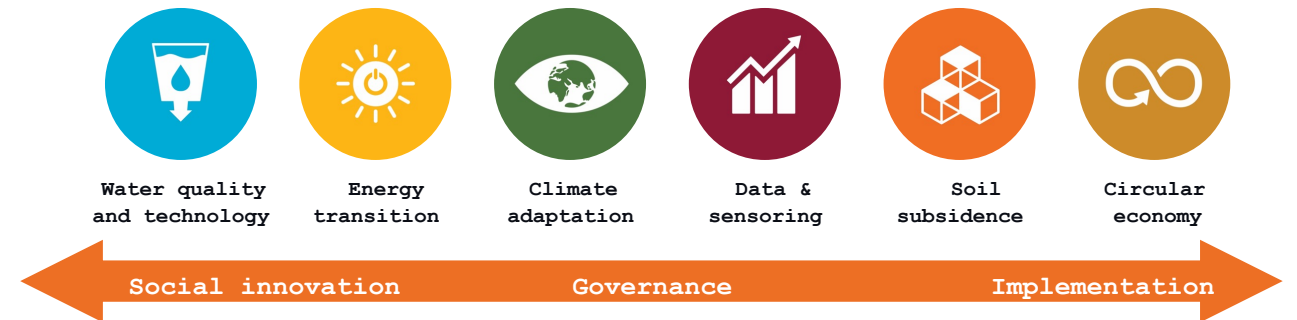 Water quality
and technology
Energy
transition
Climate
adaptation
Data &
sensoring
Soil
subsidence
Circular
economy
Social innovation
Governance
Implementation